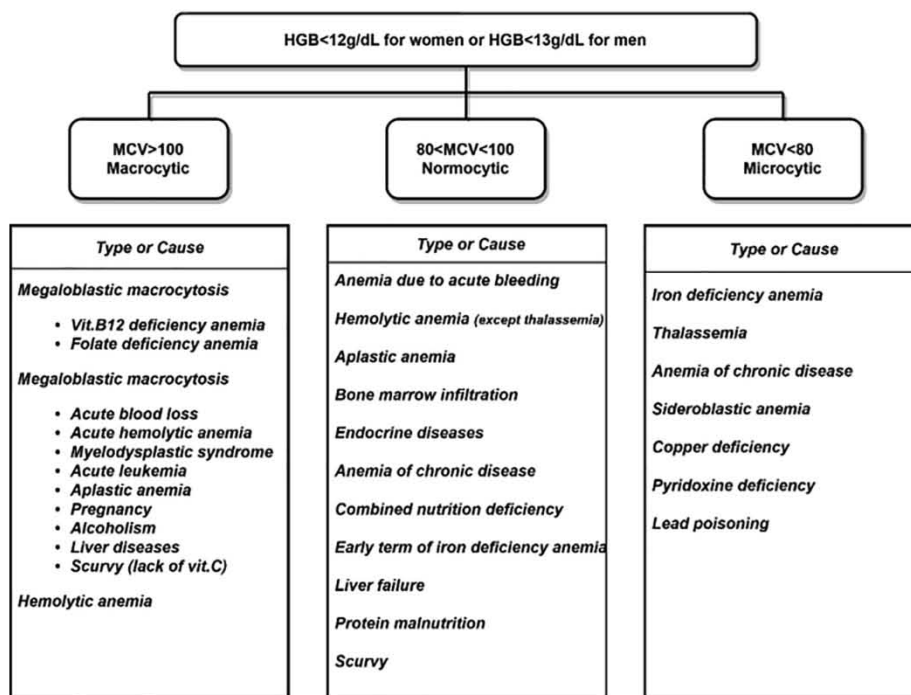 HGB<12g/dL for women or HGB<13g/dL for men
MCV>100
Macrocytic
80<MCV<100
Normocytic
MCV<80
Microcytic
Type or Cause
Megaloblastic macrocytosis
• Vit.B12 deficiency anemia
• Folate deficiency anemia
Megaloblastic macrocytosis
• Acute blood loss
• Acute hemolytic anemia
• Myelodysplastic syndrome
• Acute leukemia
• Aplastic anemia
• Pregnancy
• Alcoholism
• Liver diseases
• Scurvy (lack of vit.C)
Hemolytic anemia
Type or Cause
Anemia due to acute bleeding
Hemolytic anemia (except thalassemia)
Aplastic anemia
Bone marrow infiltration
Endocrine diseases
Anemia of chronic disease
Combined nutrition deficiency
Early term of iron deficiency anemia
Liver failure
Protein malnutrition
Scurvy
Type or Cause
Iron deficiency anemia
Thalassemia
Anemia of chronic disease
Sideroblastic anemia
Copper deficiency
Pyridoxine deficiency
Lead poisoning